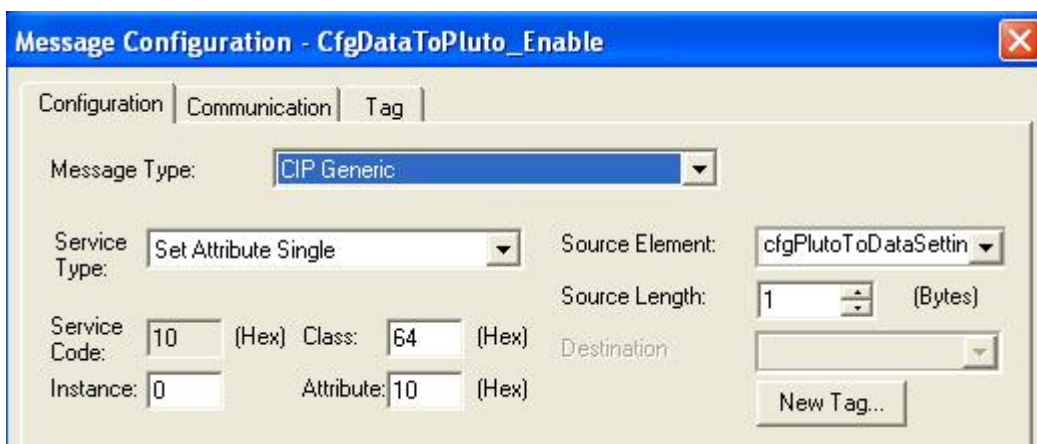 Message Configuration - CfgDataToPluto_Enable
Configuration Communication Tag
Message Type: CIP Generic
Service Type: Set Attribute Single
Source Element: cfgPlutoToDataSettin
Source Length: 1 (Bytes)
Service Code: 10 (Hex) Class: 64 (Hex)
Destination
Instance: 0 Attribute: 10 (Hex)
New Tag...